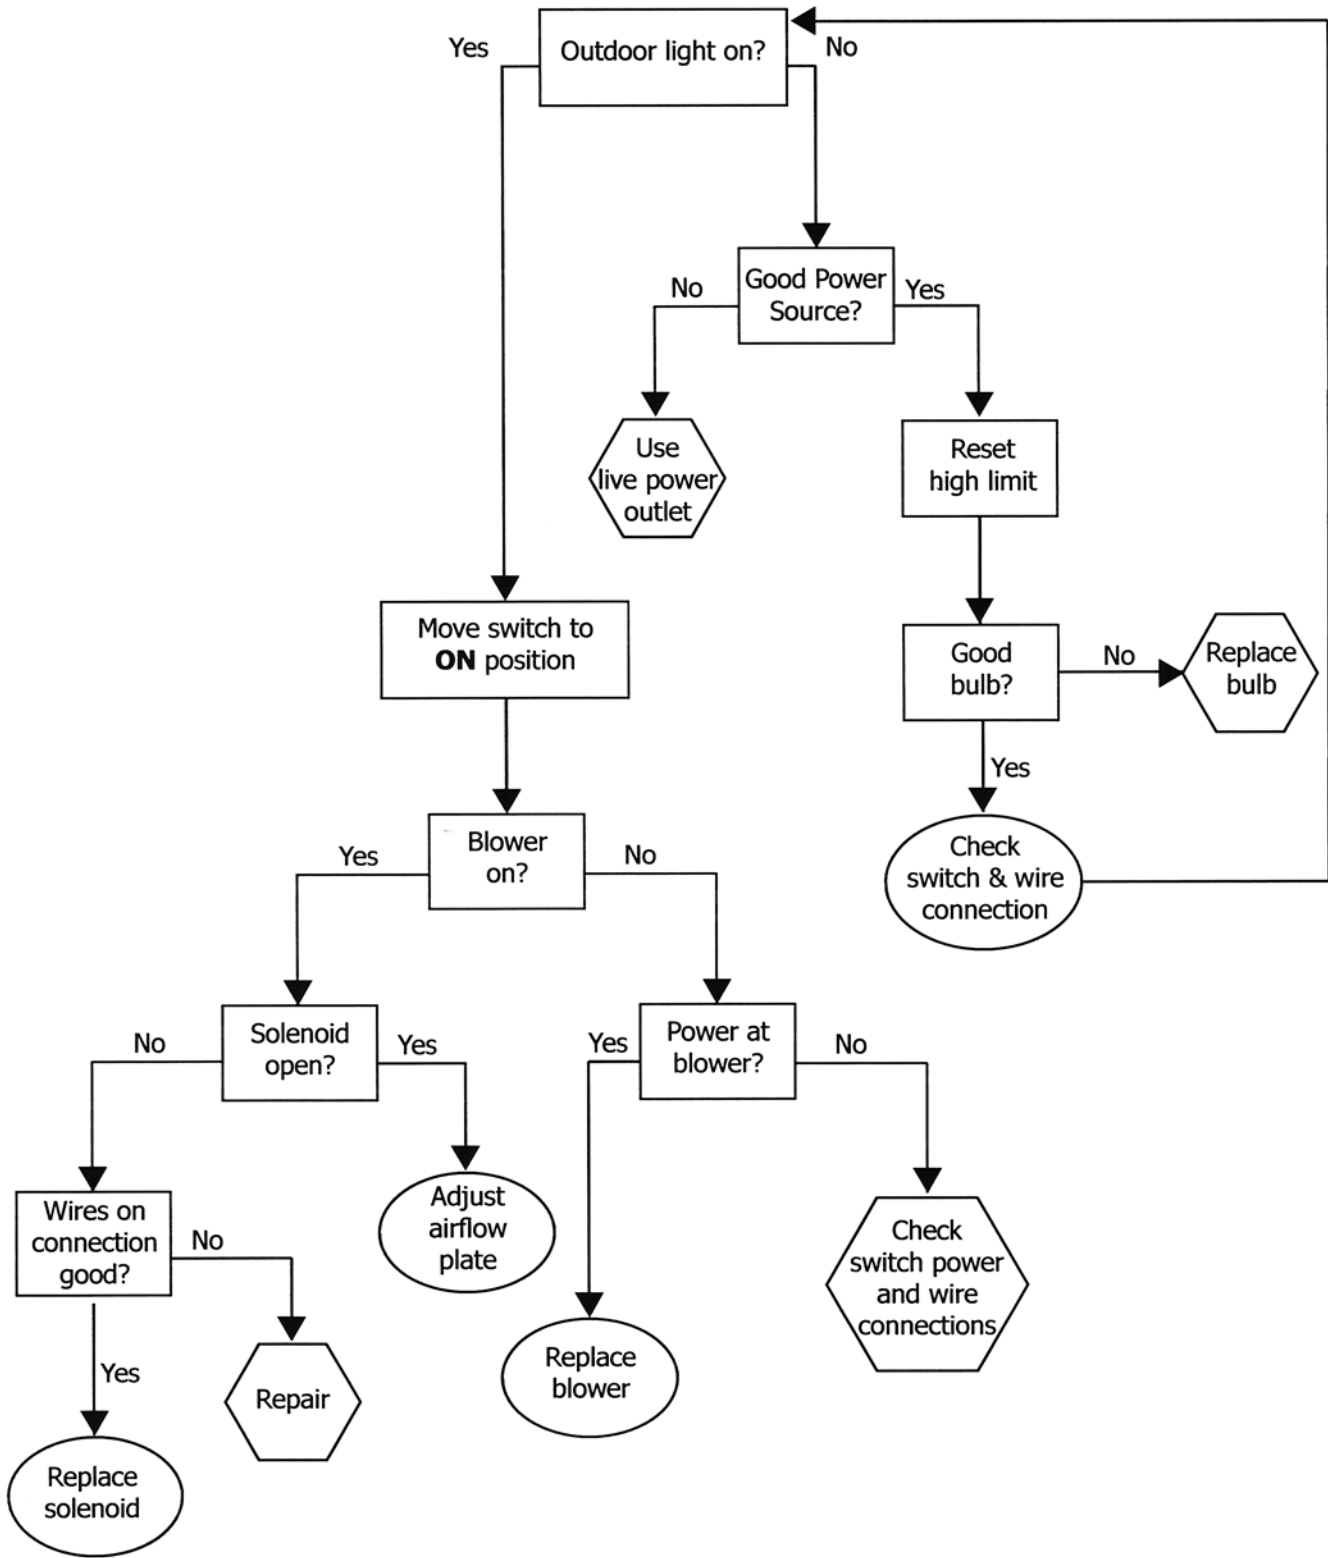 Outdoor light on?
Yes
No
Good Power
Source?
No
Yes
Use
live power
outlet
Reset
high limit
Move switch to
ON position
Good
bulb?
No
Replace
bulb
Yes
Blower
on?
Yes
No
Check
switch & wire
connection
Solenoid
open?
No
Yes
Power at
blower?
Yes
No
Wires on
connection
good?
No
Adjust
airflow
plate
Check
switch power
and wire
connections
Yes
Repair
Replace
blower
Replace
solenoid